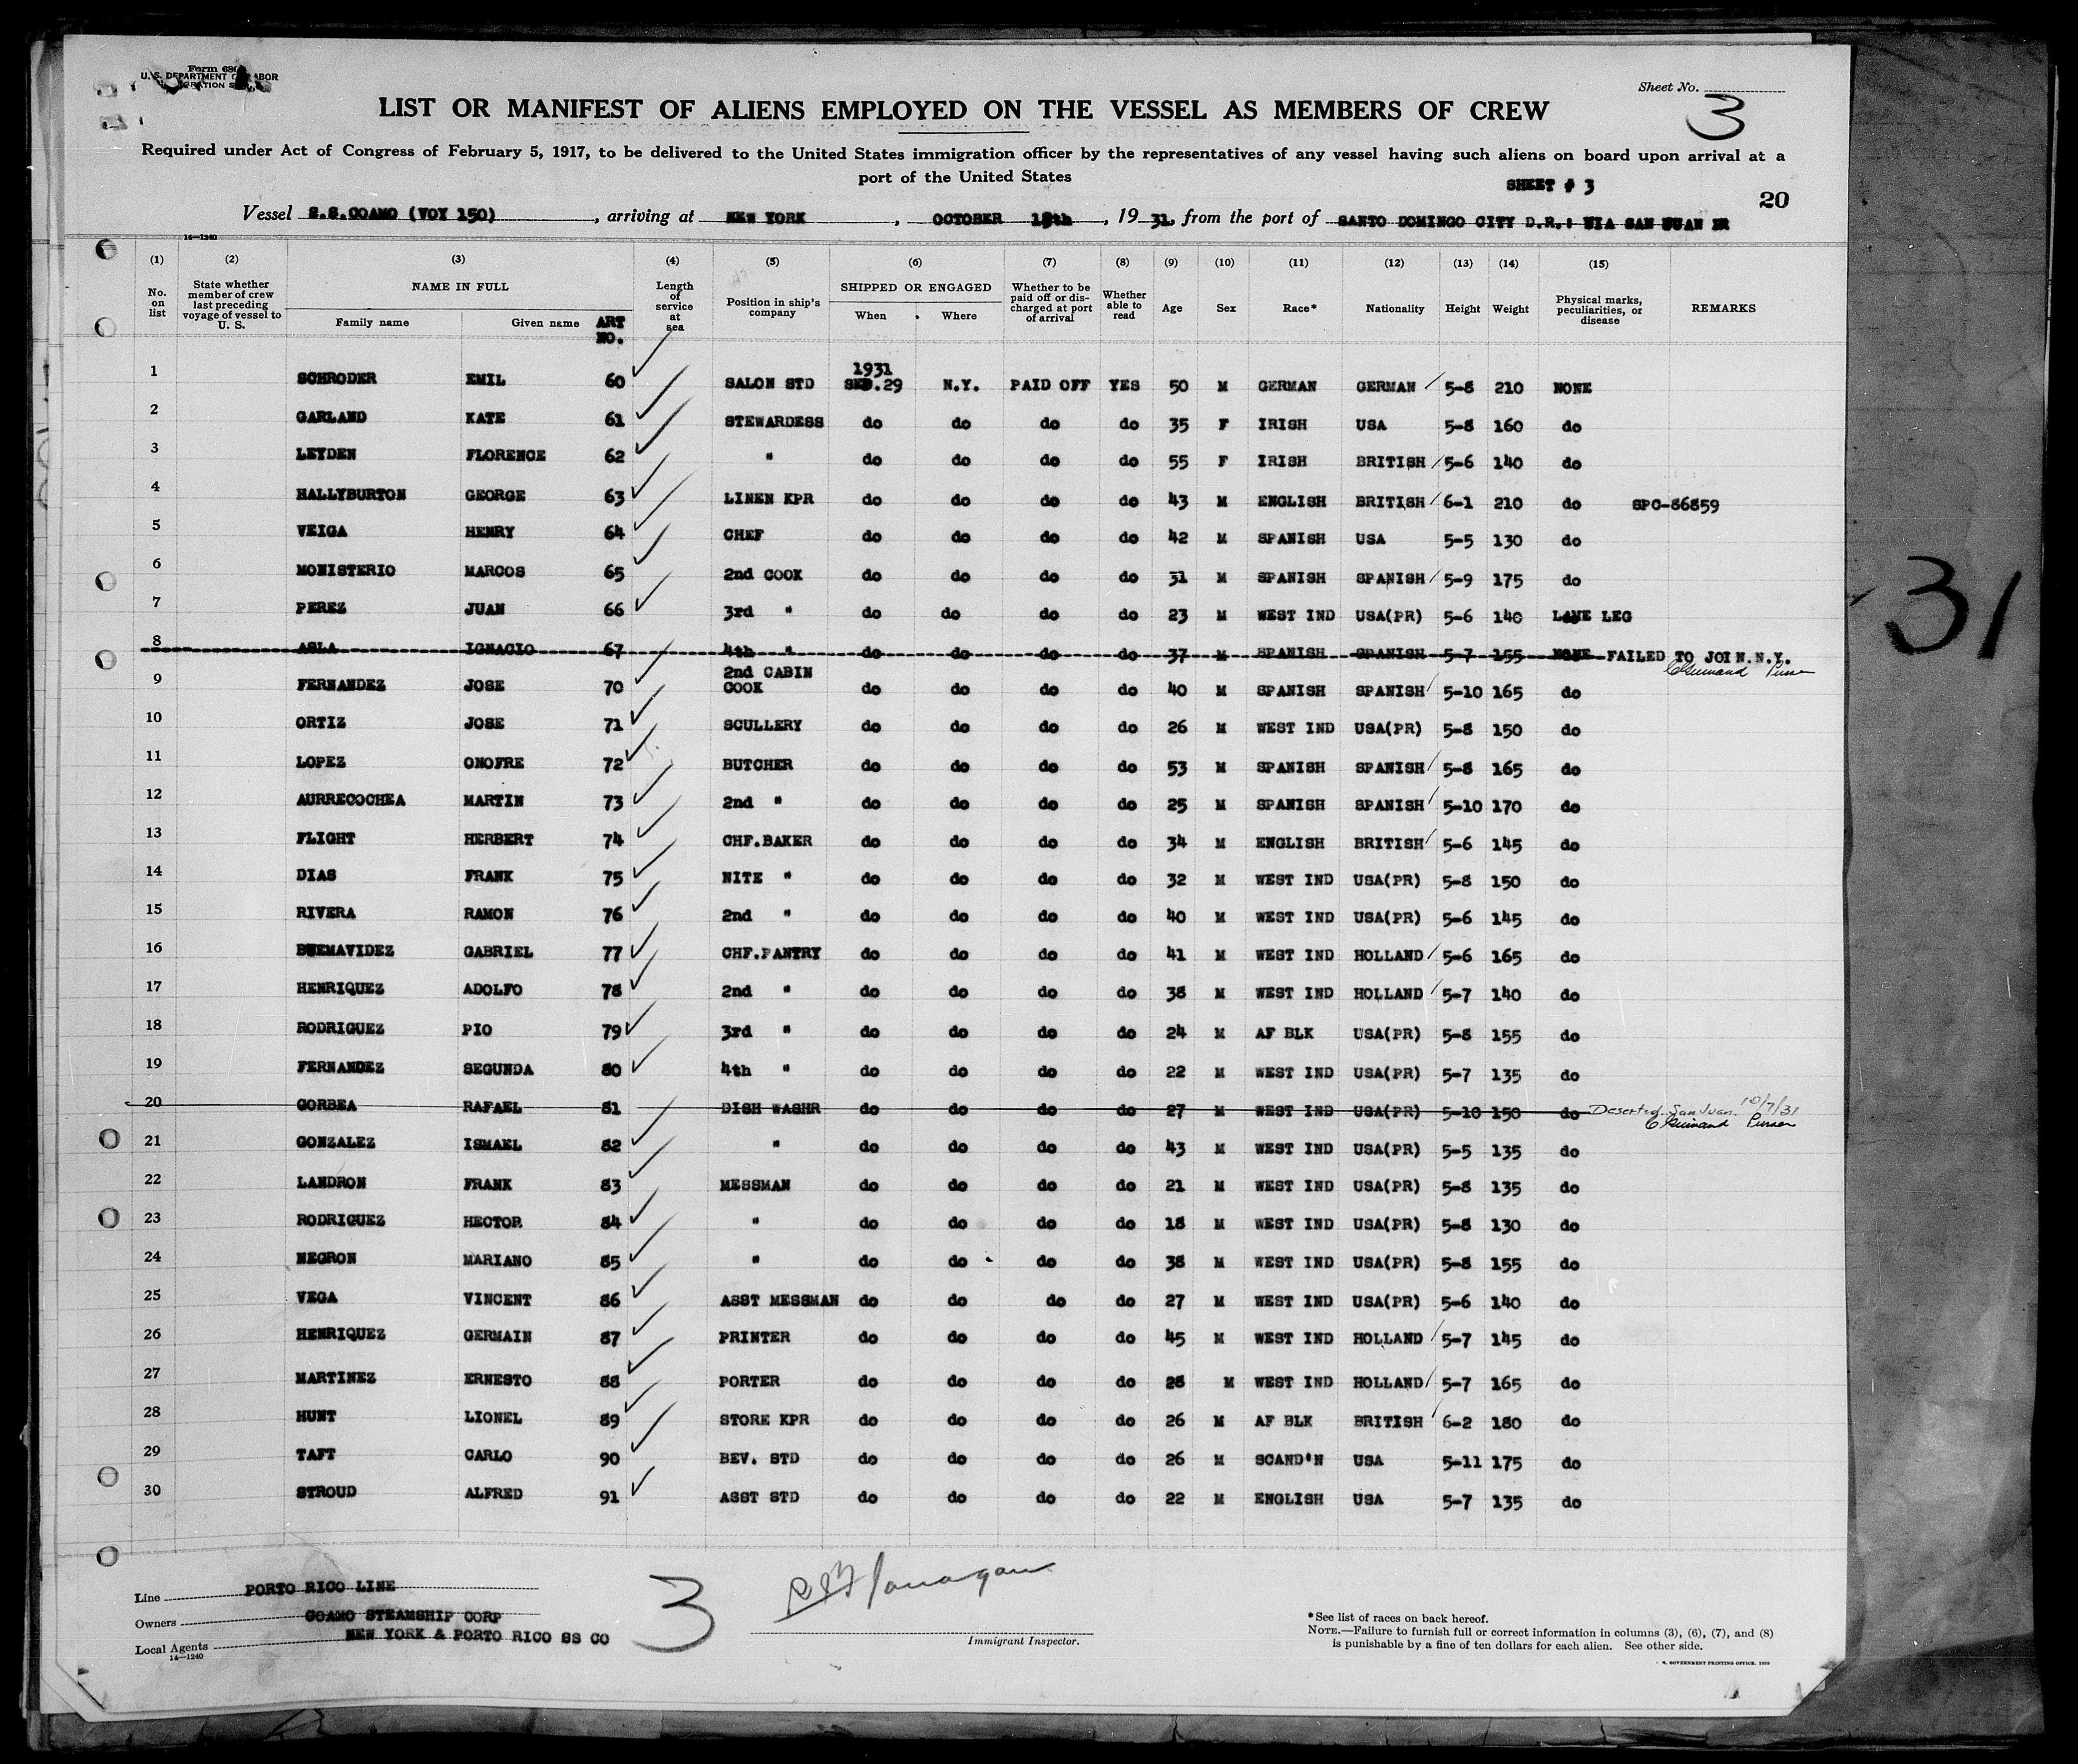 Form 680
U. S. DEPARTMENT OF LABOR
IMMIGRATION SERVICE
Sheet No. 3
LIST OR MANIFEST OF ALIENS EMPLOYED ON THE VESSEL AS MEMBERS OF CREW
Required under Act of Congress of February 5, 1917, to be delivered to the United States immigration officer by the representatives of any vessel having such aliens on board upon arrival at a
port of the United States
SHEET # 3
20
Vessel S.S.COAMO (VOY 150), arriving at NEW YORK, OCTOBER, 1931, from the port of SANTO DOMINGO CITY D.R.: VIA SAN JUAN PR
14—1240
(1) (2) (3) (4) (5) (6) (7) (8) (9) (10) (11) (12) (13) (14) (15)
No. on list State whether member of crew last preceding voyage of vessel to U. S. NAME IN FULL Family name Given name ART NO. Length of service at sea Position in ship's company SHIPPED OR ENGAGED When Where Whether to be paid off or discharged at port of arrival Whether able to read Age Sex Race* Nationality Height Weight Physical marks, peculiarities, or disease REMARKS
1931
1 SCHRODER EMIL 60 SALON STD SEP.29 N.Y. PAID OFF YES 50 M GERMAN GERMAN 5-8 210 NONE
2 GARLAND KATE 61 STEWARDESS do do do do 35 F IRISH USA 5-8 160 do
3 LEYDEN FLORENCE 62 " do do do do 55 F IRISH BRITISH 5-6 140 do
4 HALLYBURTON GEORGE 63 LINEN KPR do do do do 43 M ENGLISH BRITISH 6-1 210 do SPC-86859
5 VEIGA HENRY 64 CHEF do do do do 42 M SPANISH USA 5-5 130 do
6 MONISTERIO MARCOS 65 2nd COOK do do do do 31 M SPANISH SPANISH 5-9 175 do
7 PEREZ JUAN 66 3rd " do do do do 23 M WEST IND USA(PR) 5-6 140 LAME LEG
8 ASLA IGNACIO 67 4th " do do do do 37 M SPANISH SPANISH 5-7 155 NONE FAILED TO JOIN.N.Y.
Purser
9 FERNANDEZ JOSE 70 2nd CABIN COOK do do do do 40 M SPANISH SPANISH 5-10 165 do
10 ORTIZ JOSE 71 SCULLERY do do do do 26 M WEST IND USA(PR) 5-8 150 do
11 LOPEZ ONOFRE 72 BUTCHER do do do do 53 M SPANISH SPANISH 5-8 165 do
12 AURRECOCHEA MARTIN 73 2nd " do do do do 25 M SPANISH SPANISH 5-10 170 do
13 FLIGHT HERBERT 74 CHF.BAKER do do do do 34 M ENGLISH BRITISH 5-6 145 do
14 DIAS FRANK 75 NITE " do do do do 32 M WEST IND USA(PR) 5-8 150 do
15 RIVERA RAMON 76 2nd " do do do do 40 M WEST IND USA(PR) 5-6 145 do
16 BUEMAVIDEZ GABRIEL 77 CHF.PANTRY do do do do 41 M WEST IND HOLLAND 5-6 165 do
17 HENRIQUEZ ADOLFO 78 2nd " do do do do 38 M WEST IND HOLLAND 5-7 140 do
18 RODRIGUEZ PIO 79 3rd " do do do do 24 M AF BLK USA(PR) 5-8 155 do
19 FERNANDEZ SEGUNDA 80 4th " do do do do 22 M WEST IND USA(PR) 5-7 135 do
20 GORBEA RAFAEL 81 DISH WASHR do do do do 27 M WEST IND USA(PR) 5-10 150 do Deserted San Juan 10/7/31
Purser
21 GONZALEZ ISMAEL 82 " do do do do 43 M WEST IND USA(PR) 5-5 135 do
22 LANDRON FRANK 83 MESSMAN do do do do 21 M WEST IND USA(PR) 5-8 135 do
23 RODRIGUEZ HECTOR 84 " do do do do 18 M WEST IND USA(PR) 5-8 130 do
24 NEGRON MARIANO 85 " do do do do 38 M WEST IND USA(PR) 5-8 155 do
25 VEGA VINCENT 86 ASST MESSMAN do do do do 27 M WEST IND USA(PR) 5-6 140 do
26 HENRIQUEZ GERMAIN 87 PRINTER do do do do 45 M WEST IND HOLLAND 5-7 145 do
27 MARTINEZ ERNESTO 88 PORTER do do do do 28 M WEST IND HOLLAND 5-7 165 do
28 HUNT LIONEL 89 STORE KPR do do do do 26 M AF BLK BRITISH 6-2 180 do
29 TAFT CARLO 90 BEV. STD do do do do 26 M SCAND'N USA 5-11 175 do
30 STROUD ALFRED 91 ASST STD do do do do 22 M ENGLISH USA 5-7 135 do
31
Line PORTO RICO LINE
Owners COAMO STEAMSHIP CORP
Local Agents NEW YORK & PORTO RICO SS CO
14—1240
3
Flanagan
Immigrant Inspector.
*See list of races on back hereof.
NOTE.—Failure to furnish full or correct information in columns (3), (6), (7), and (8)
is punishable by a fine of ten dollars for each alien. See other side.
GOVERNMENT PRINTING OFFICE. 1929